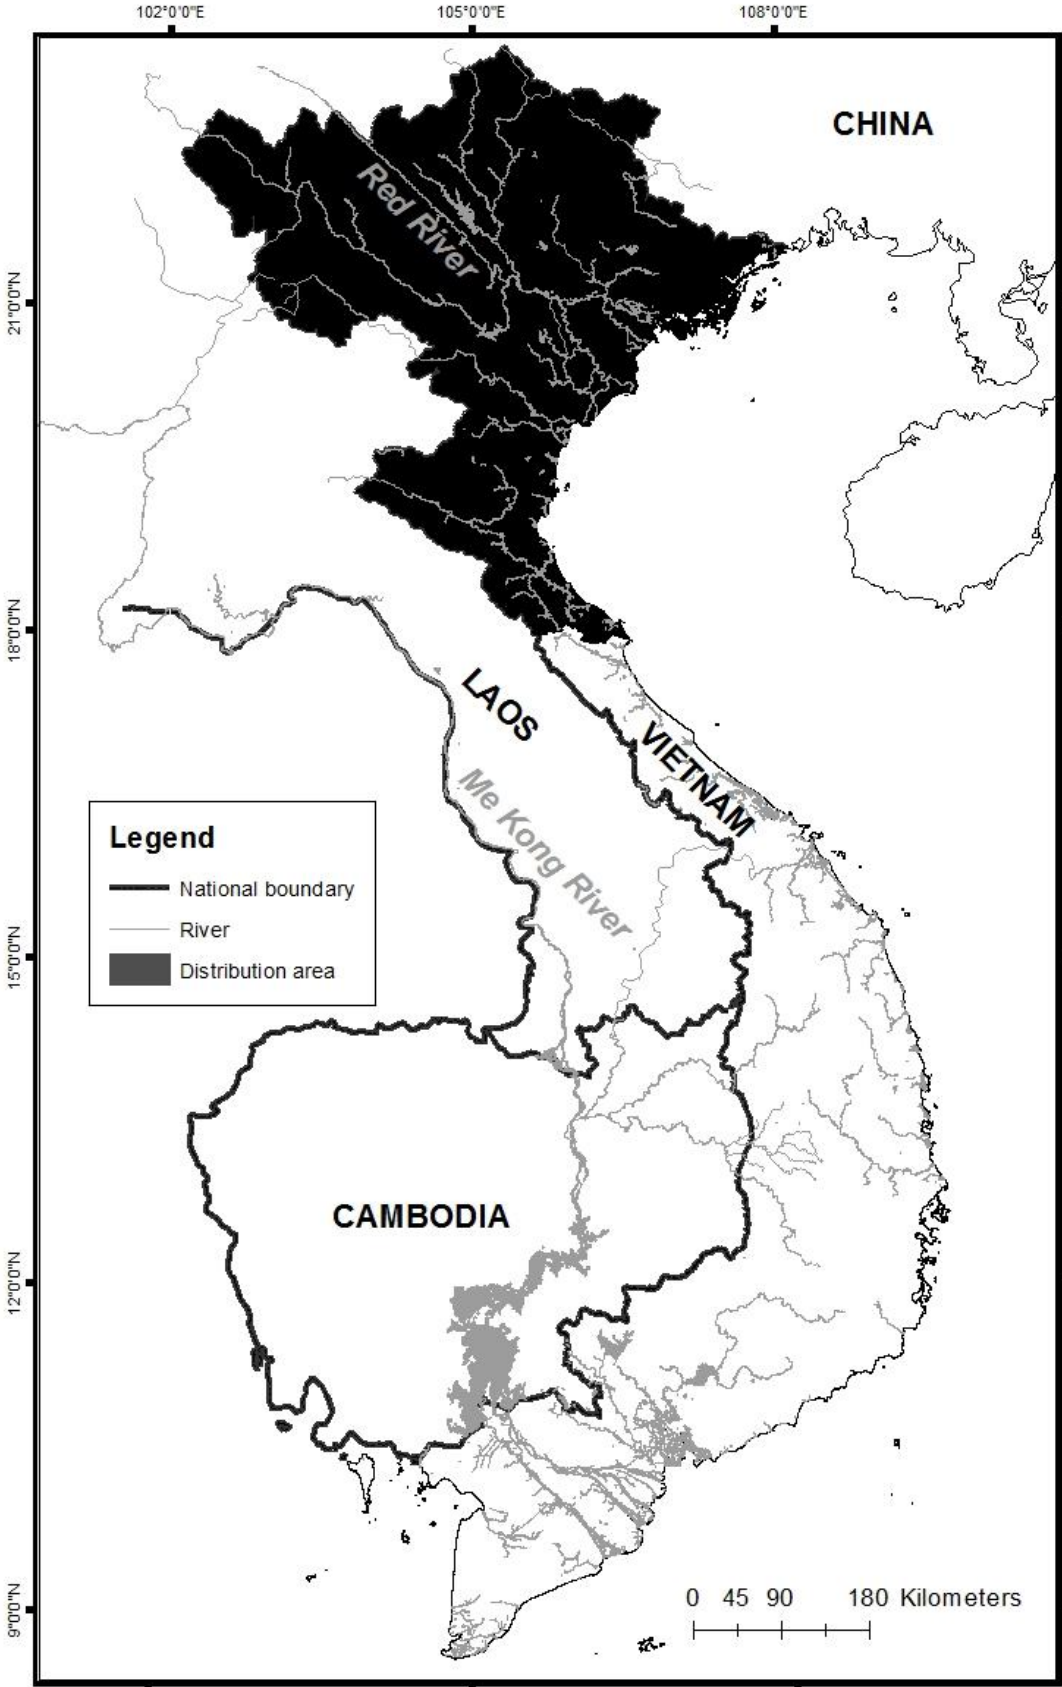 102°0'0"E 105°0'0"E 108°0'0"E
CHINA
Red River
21°0'0"N
18°0'0"N
LAOS
VIETNAM
Me Kong River
Legend
National boundary
River
Distribution area
15°0'0"N
CAMBODIA
12°0'0"N
9°0'0"N
0 45 90 180 Kilometers